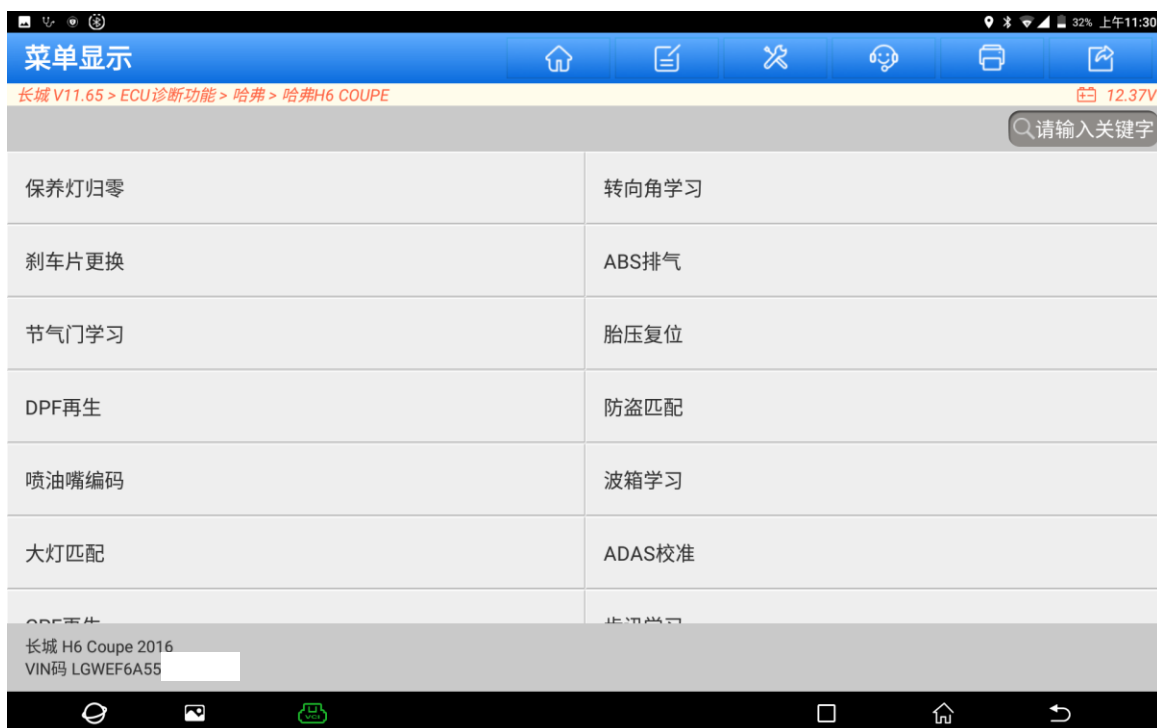 32% 上午11:30
菜单显示
长城 V11.65 > ECU诊断功能 > 哈弗 > 哈弗H6 COUPE
12.37V
请输入关键字
保养灯归零
转向角学习
刹车片更换
ABS排气
节气门学习
胎压复位
DPF再生
防盗匹配
喷油嘴编码
波箱学习
大灯匹配
ADAS校准
长城 H6 Coupe 2016
VIN码 LGWEF6A55
VCI